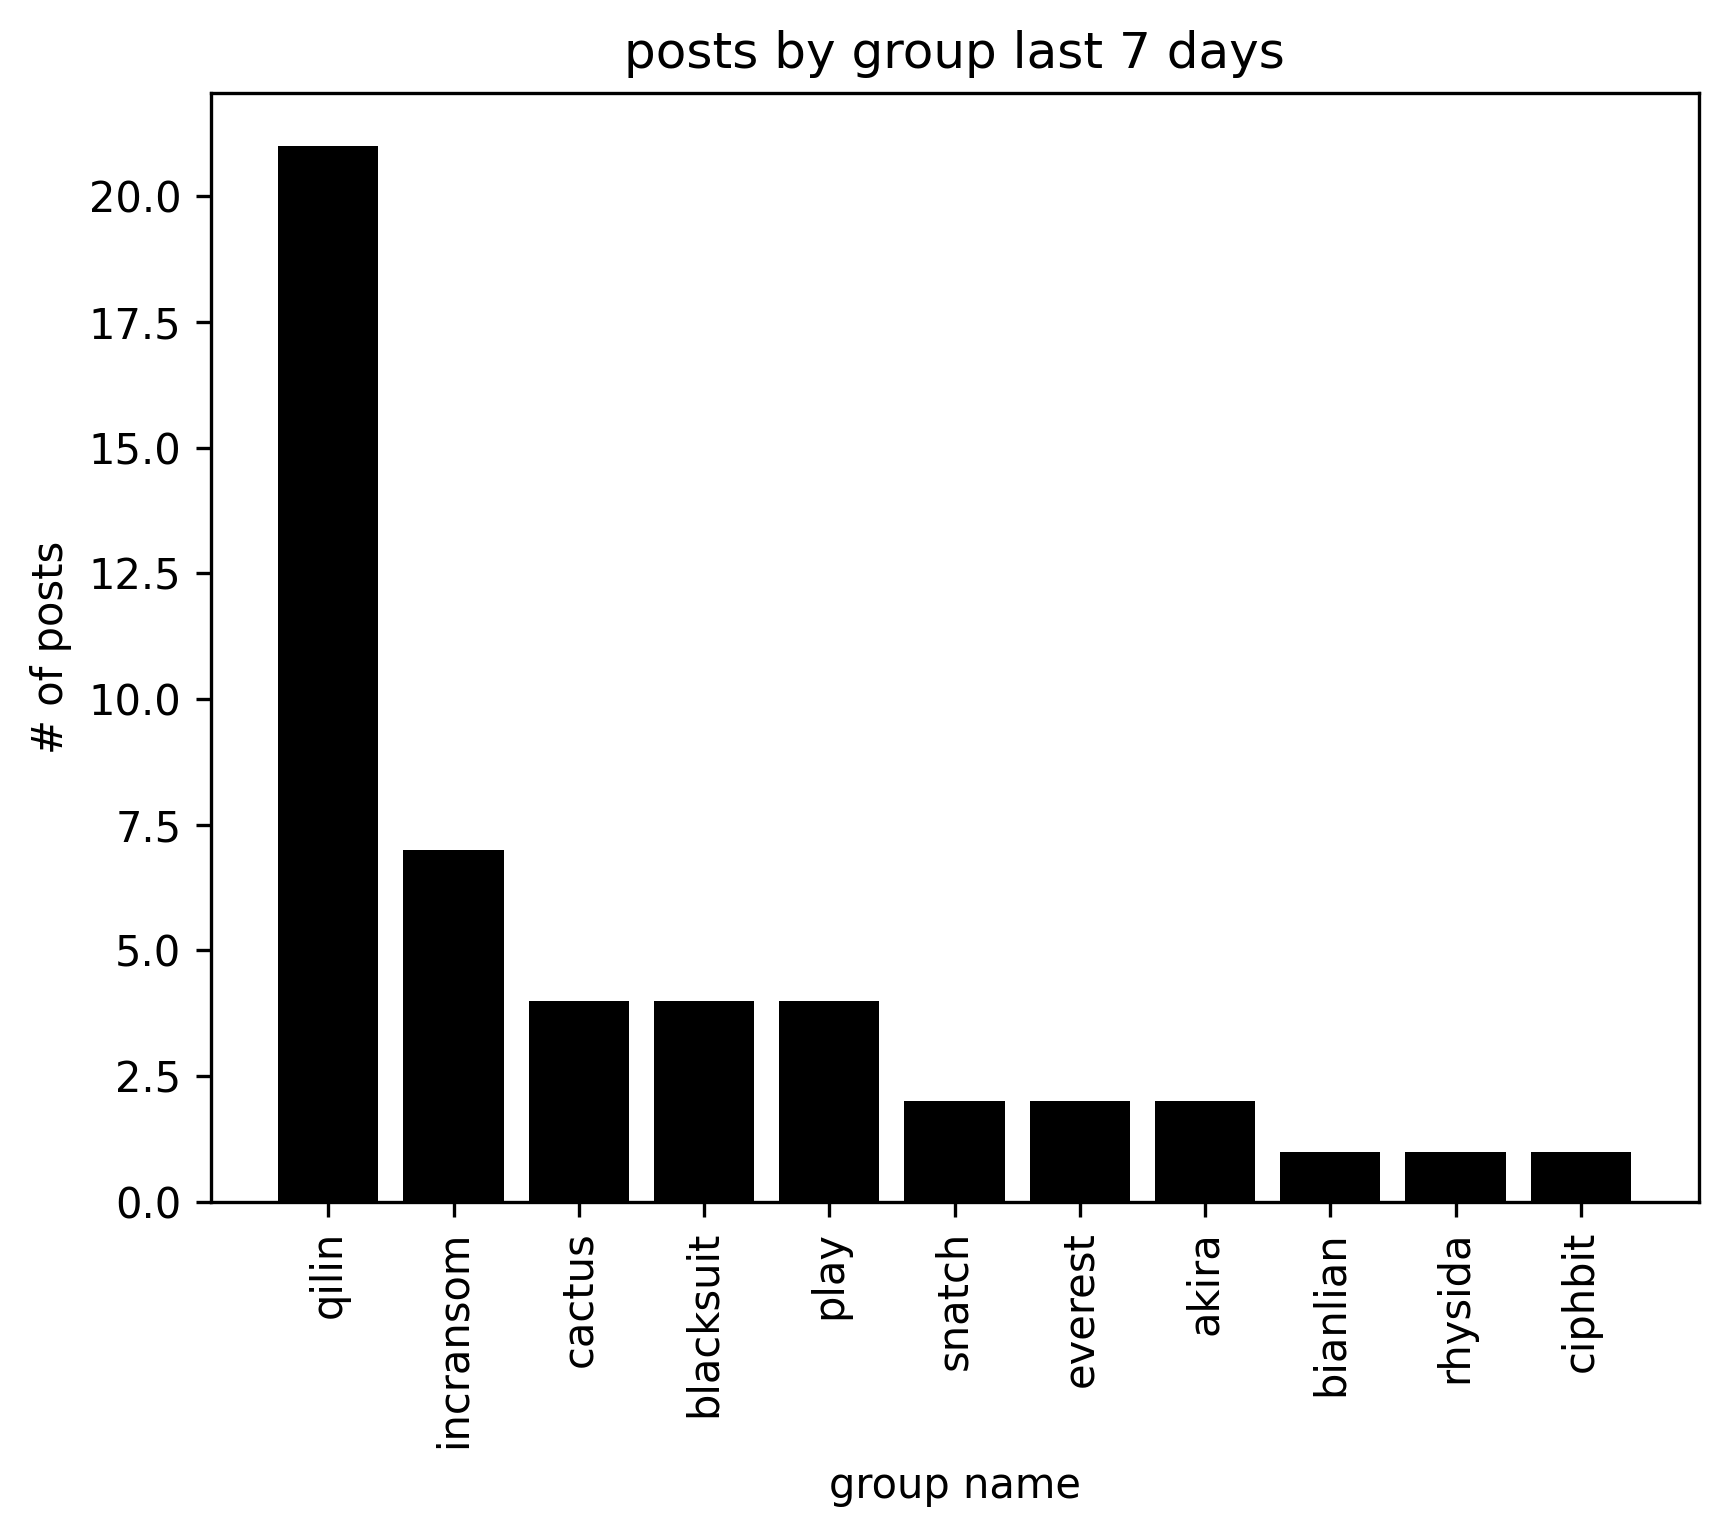 posts by group last 7 days
# of posts
20.0
17.5
15.0
12.5
10.0
7.5
5.0
2.5
0.0
qilin
incransom
cactus
blacksuit
play
snatch
everest
akira
bianlian
rhysida
ciphbit
group name